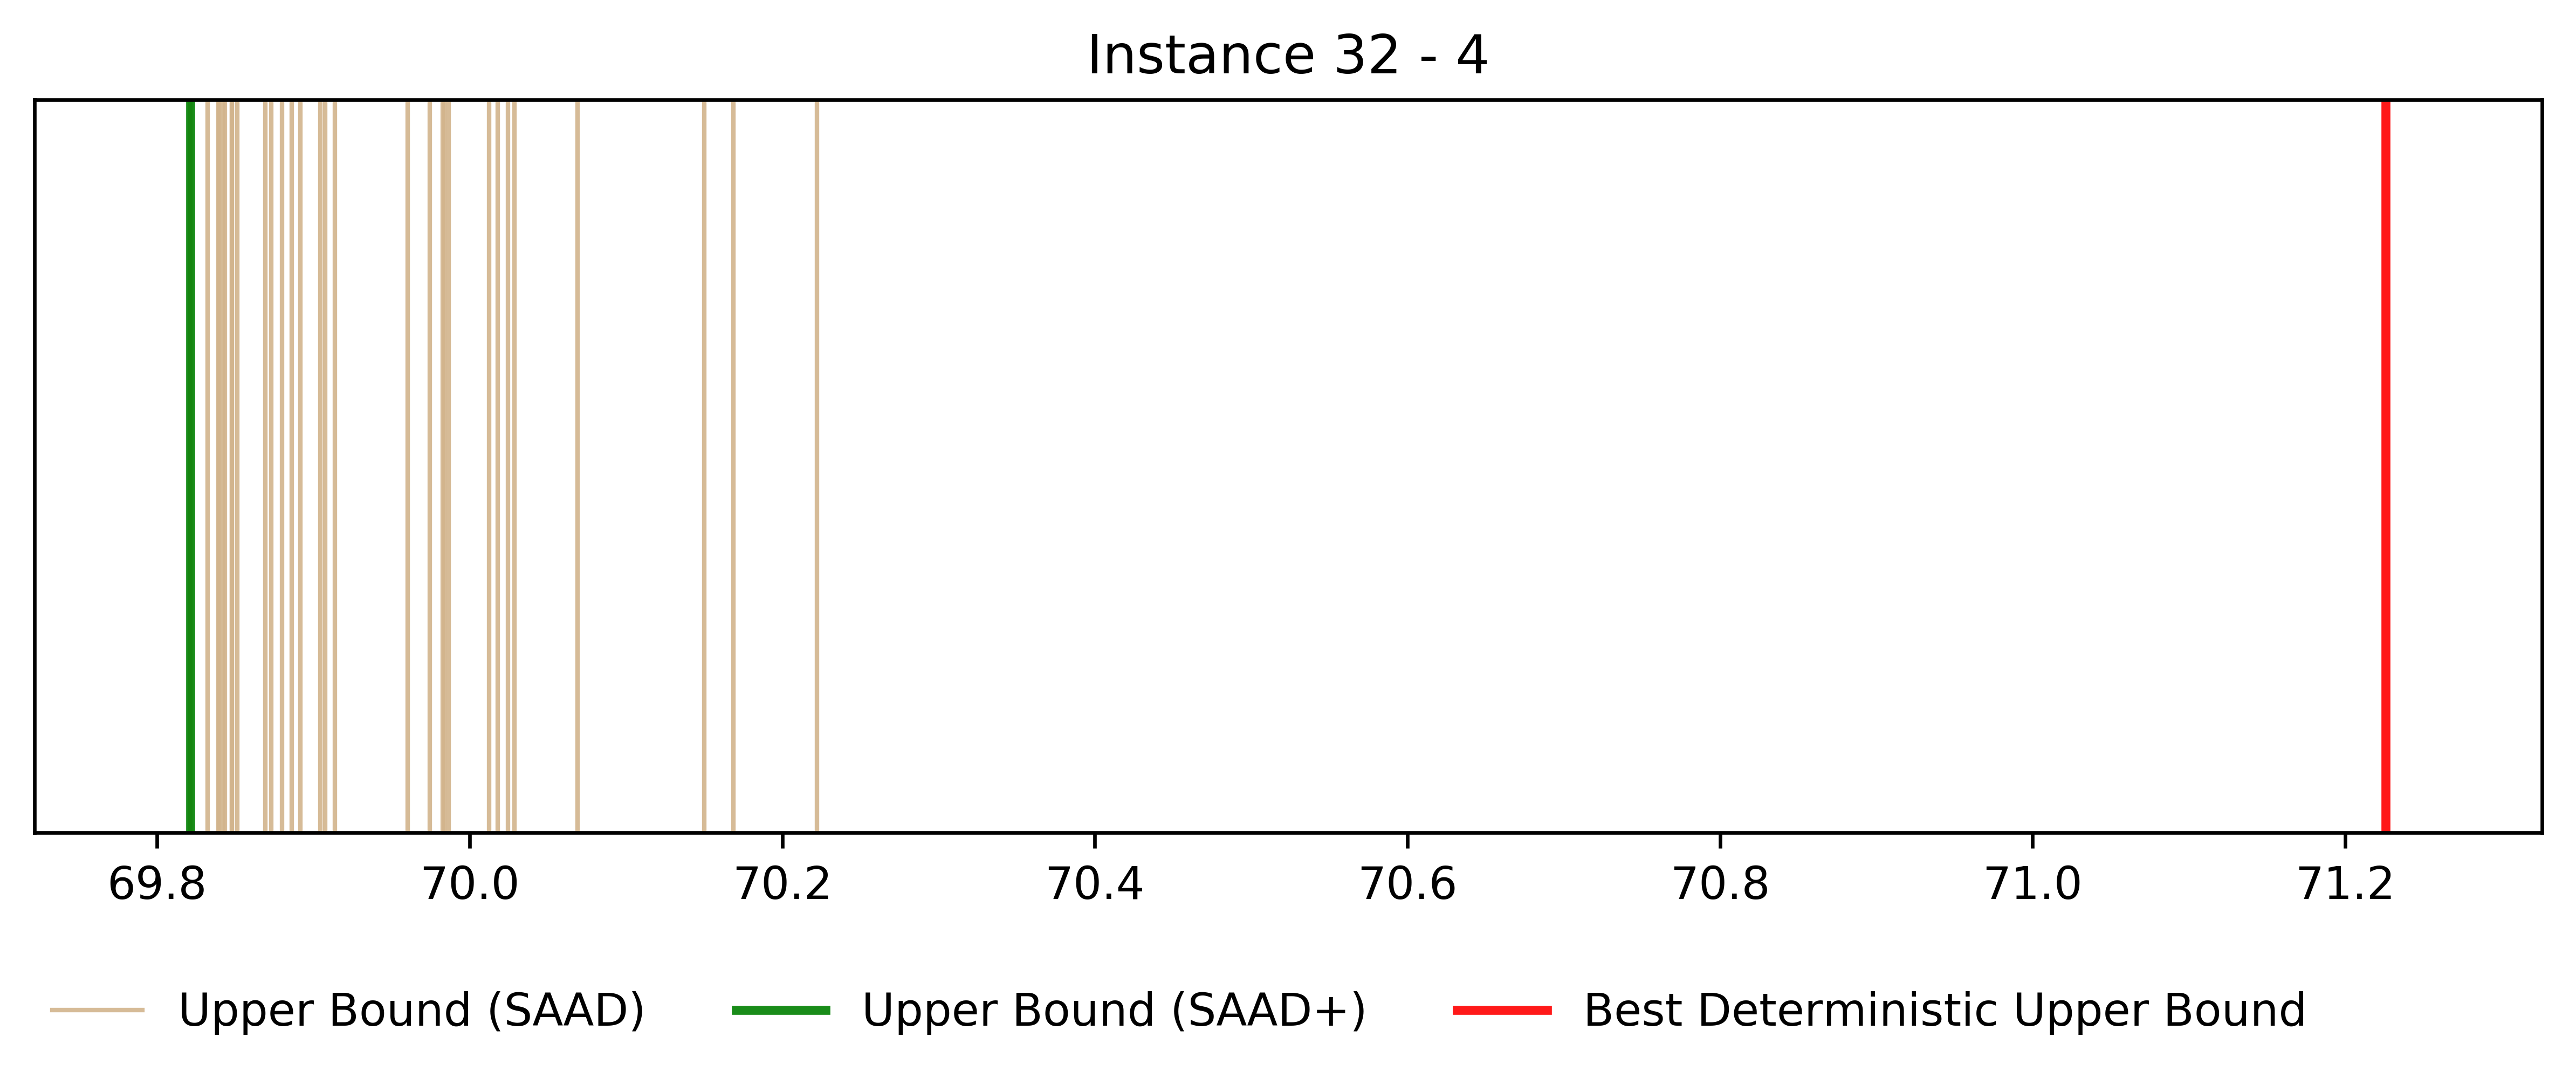 Instance 32 - 4
69.8 70.0 70.2 70.4 70.6 70.8 71.0 71.2
Upper Bound (SAAD) Upper Bound (SAAD+) Best Deterministic Upper Bound